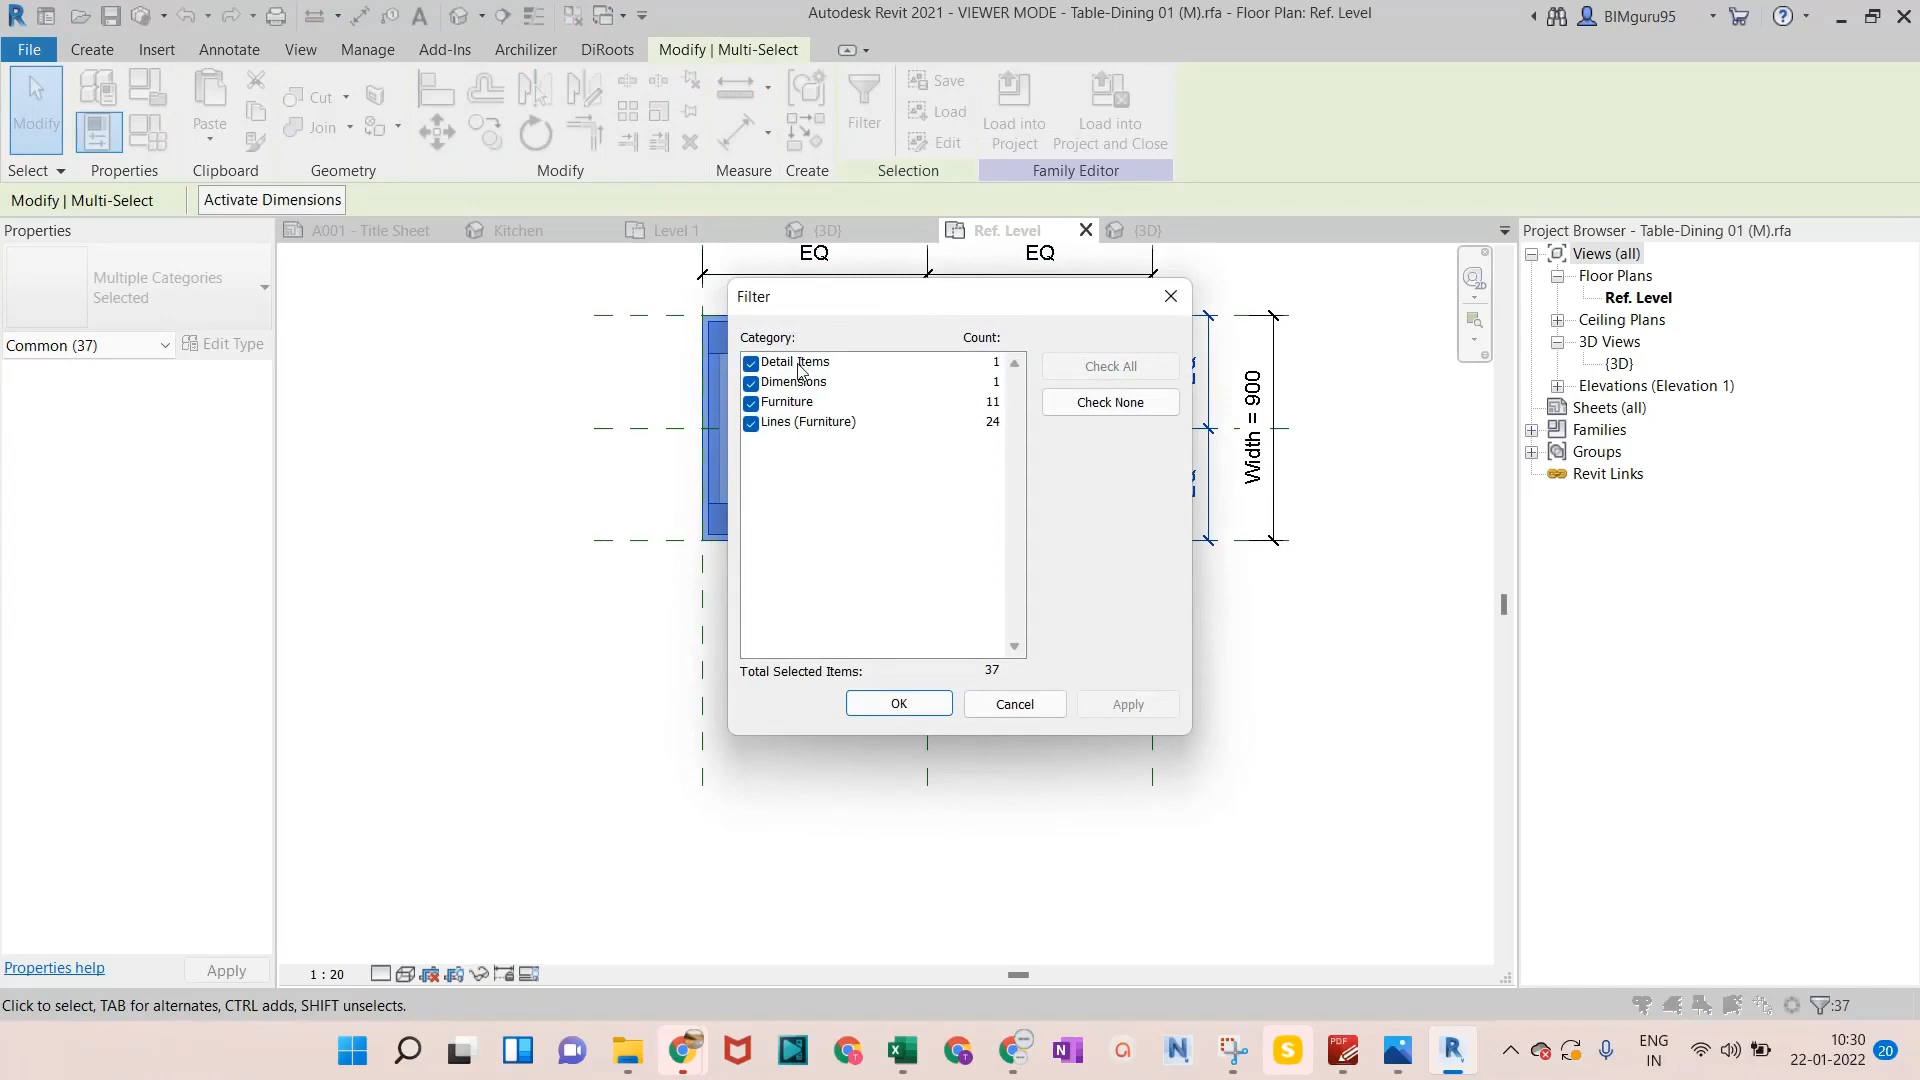 Autodesk Revit 2021 - VIEWER MODE - Table-Dining 01 (M).rfa - Floor Plan: Ref. Level
BIMguru95
File Create Insert Annotate View Manage Add-Ins Archilizer DiRoots Modify | Multi-Select
Modify
Paste
Cut
Join
Filter
Save
Load
Edit
Load into Project
Load into Project and Close
Select Properties Clipboard Geometry Modify Measure Create Selection Family Editor
Modify | Multi-Select Activate Dimensions
Properties
A001 - Title Sheet Kitchen Level 1 {3D} Ref. Level {3D}
Project Browser - Table-Dining 01 (M).rfa
Multiple Categories Selected
Common (37) Edit Type
EQ EQ
Width = 900
Filter
Category: Count:
Detail Items 1
Dimensions 1
Furniture 11
Lines (Furniture) 24
Check All
Check None
Total Selected Items: 37
OK Cancel Apply
Views (all)
Floor Plans
Ref. Level
Ceiling Plans
3D Views
{3D}
Elevations (Elevation 1)
Sheets (all)
Families
Groups
Revit Links
Properties help Apply
1 : 20
Click to select, TAB for alternates, CTRL adds, SHIFT unselects.
:37
ENG
IN
10:30
22-01-2022
20